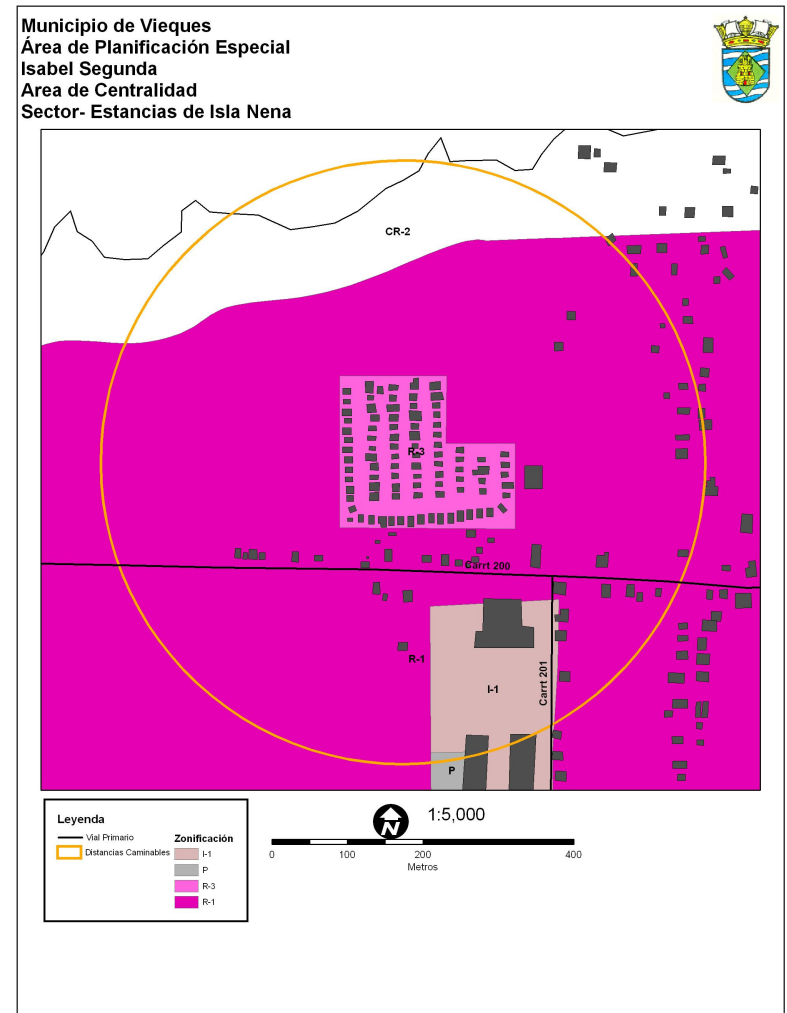 Municipio de Vieques
Área de Planificación Especial
Isabel Segunda
Area de Centralidad
Sector- Estancias de Isla Nena
CR-2
R-3
Carrt 200
R-1
I-1
Carrt 201
P
Leyenda
Vial Primario
Distancias Caminables
Zonificación
I-1
P
R-3
R-1
N
1:5,000
0 100 200 400
Metros